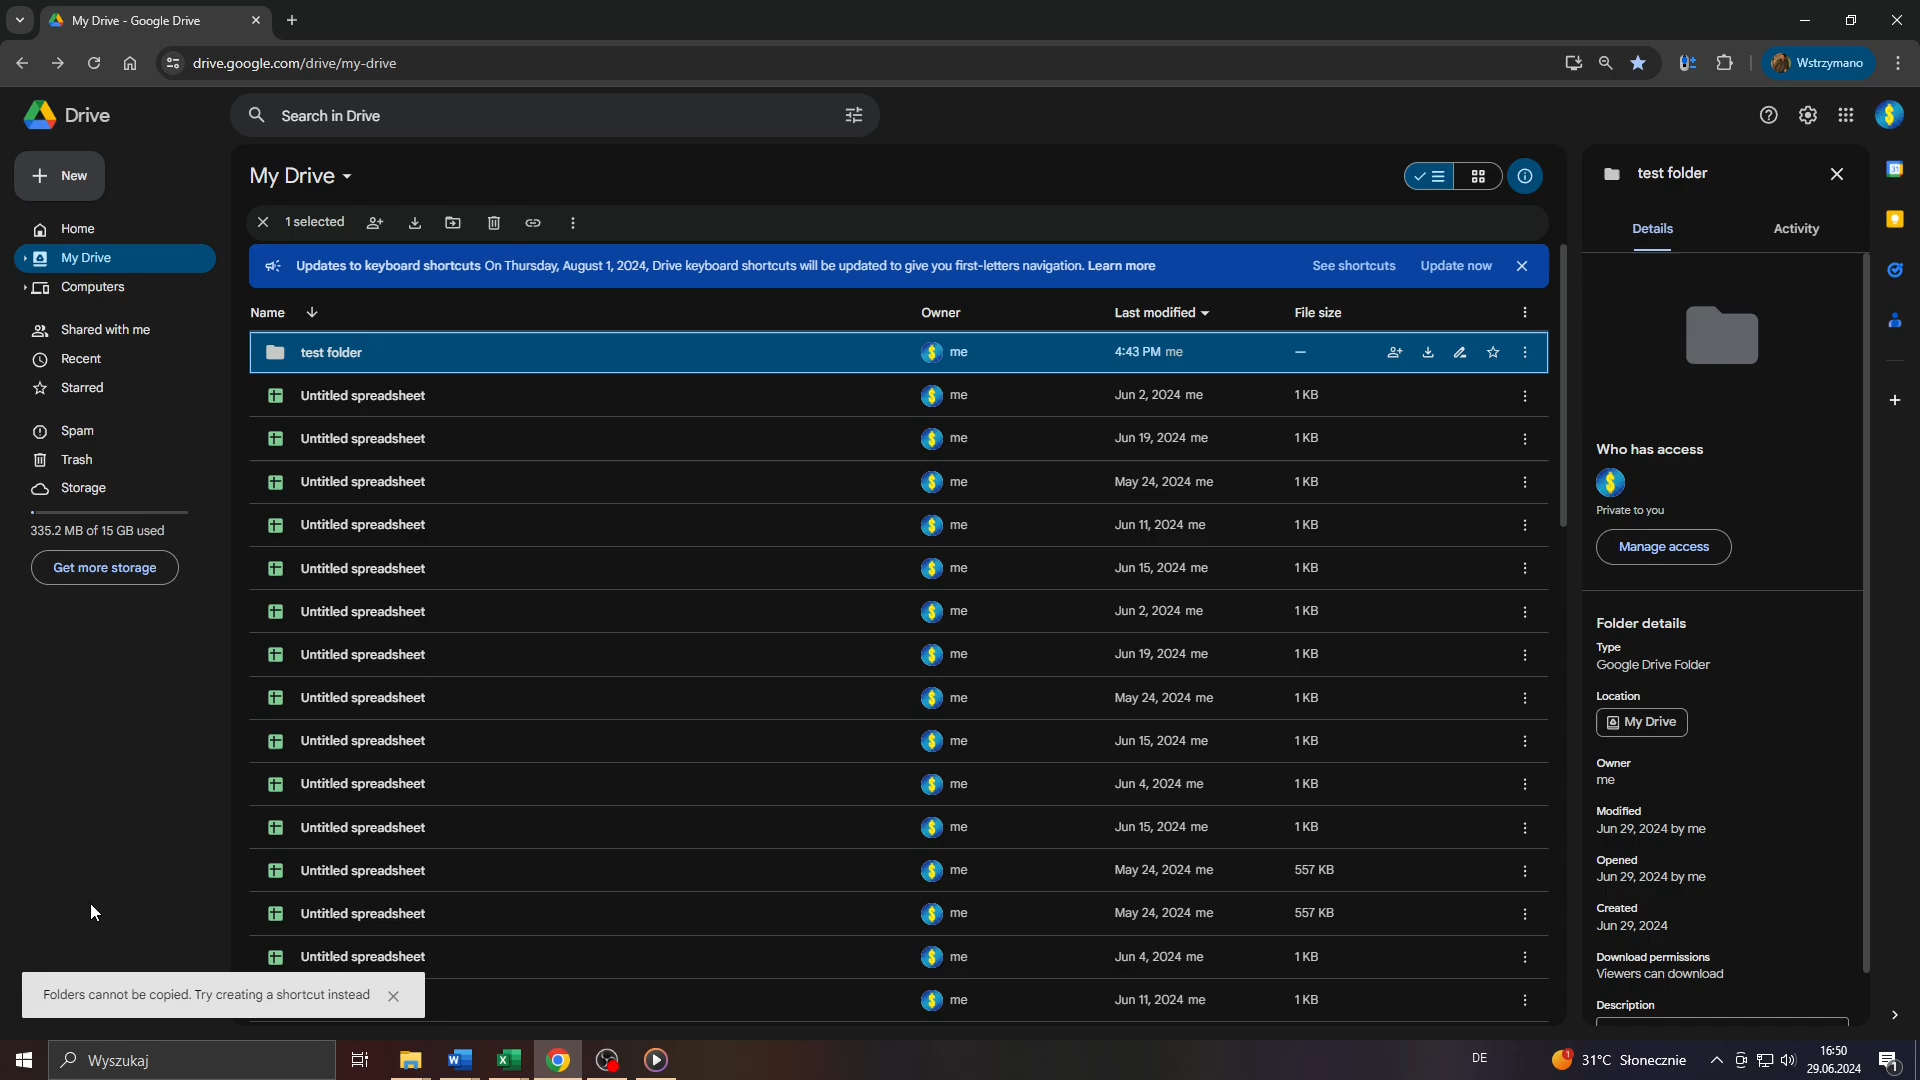 My Drive - Google Drive
drive.google.com/drive/my-drive
Wstrzymano
Drive
Search in Drive
New
My Drive
test folder
1 selected
Home
Details Activity
My Drive
Updates to keyboard shortcuts On Thursday, August 1, 2024, Drive keyboard shortcuts will be updated to give you first-letters navigation. Learn more See shortcuts Update now
Computers
Name Owner Last modified File size
Shared with me
test folder me 4:43 PM me —
Recent
Starred
Untitled spreadsheet me Jun 2, 2024 me 1 KB
Spam
Untitled spreadsheet me Jun 19, 2024 me 1 KB
Who has access
Trash
Untitled spreadsheet me May 24, 2024 me 1 KB
Storage
Private to you
335.2 MB of 15 GB used
Untitled spreadsheet me Jun 11, 2024 me 1 KB
Manage access
Get more storage
Untitled spreadsheet me Jun 15, 2024 me 1 KB
Untitled spreadsheet me Jun 2, 2024 me 1 KB
Folder details
Type
Untitled spreadsheet me Jun 19, 2024 me 1 KB
Google Drive Folder
Location
Untitled spreadsheet me May 24, 2024 me 1 KB
My Drive
Untitled spreadsheet me Jun 15, 2024 me 1 KB
Owner
me
Untitled spreadsheet me Jun 4, 2024 me 1 KB
Modified
Jun 29, 2024 by me
Untitled spreadsheet me Jun 15, 2024 me 1 KB
Opened
Untitled spreadsheet me May 24, 2024 me 557 KB
Jun 29, 2024 by me
Created
Untitled spreadsheet me May 24, 2024 me 557 KB
Jun 29, 2024
Download permissions
Untitled spreadsheet me Jun 4, 2024 me 1 KB
Viewers can download
Folders cannot be copied. Try creating a shortcut instead
me Jun 11, 2024 me 1 KB
Description
Wyszukaj
DE
31°C Słonecznie
16:50
29.06.2024
1